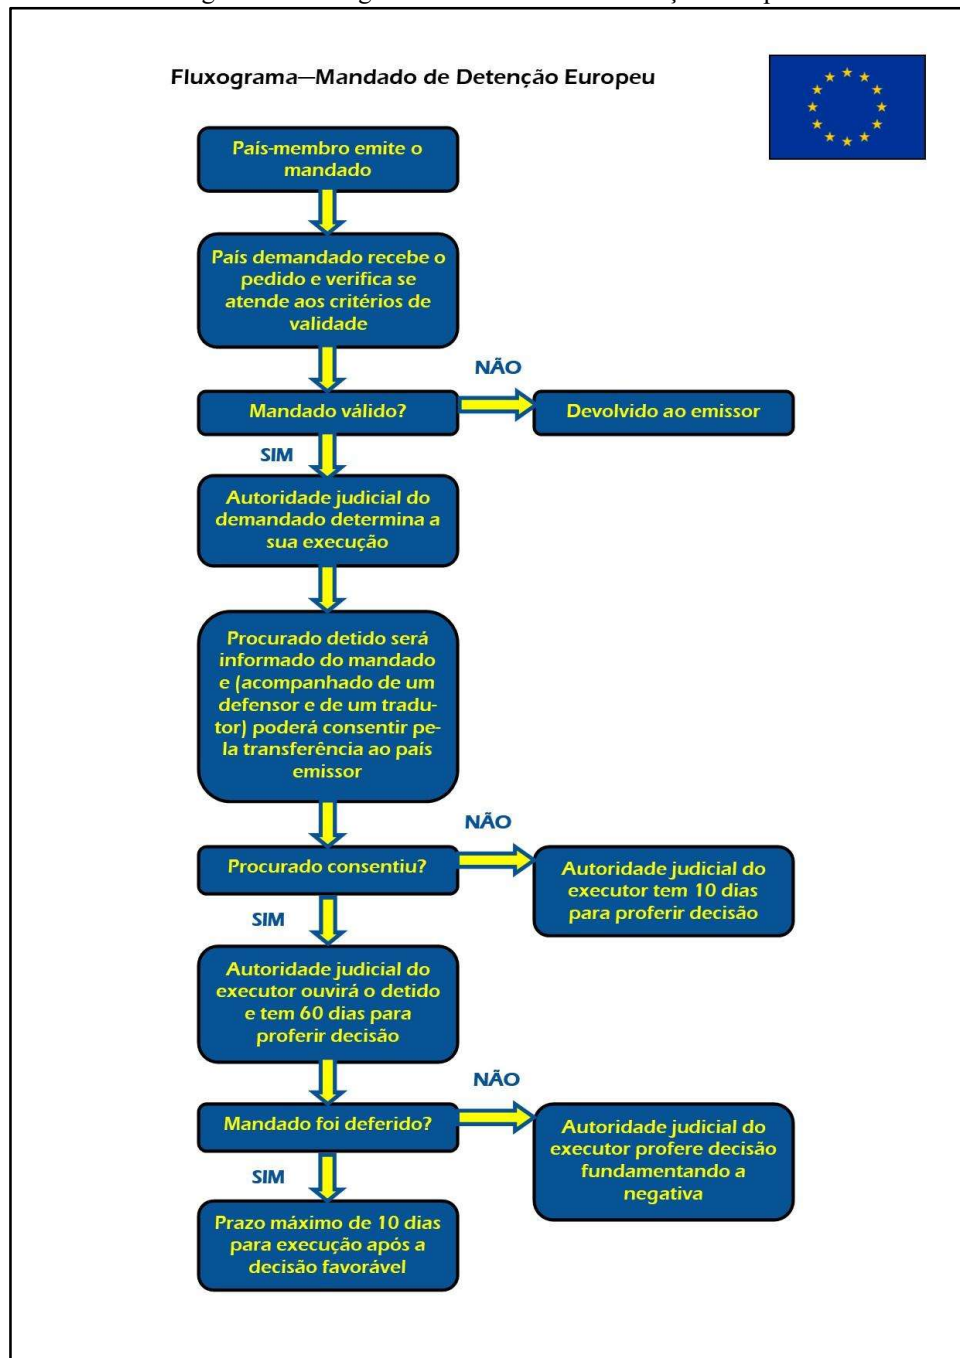 Fluxograma—Mandado de Detenção Europeu
País-membro emite o
mandado
País demandado recebe o
pedido e verifica se
atende aos critérios de
validade
NÃO
Mandado válido?
Devolvido ao emissor
SIM
Autoridade judicial do
demandado determina a
sua execução
Procurado detido será
informado do mandado
e (acompanhado de um
defensor e de um tradu-
tor) poderá consentir pe-
la transferência ao país
emissor
NÃO
Procurado consentiu?
Autoridade judicial do
executor tem 10 dias
para proferir decisão
SIM
Autoridade judicial do
executor ouvirá o detido
e tem 60 dias para
proferir decisão
NÃO
Mandado foi deferido?
Autoridade judicial do
executor profere decisão
fundamentando a
negativa
SIM
Prazo máximo de 10 dias
para execução após a
decisão favorável